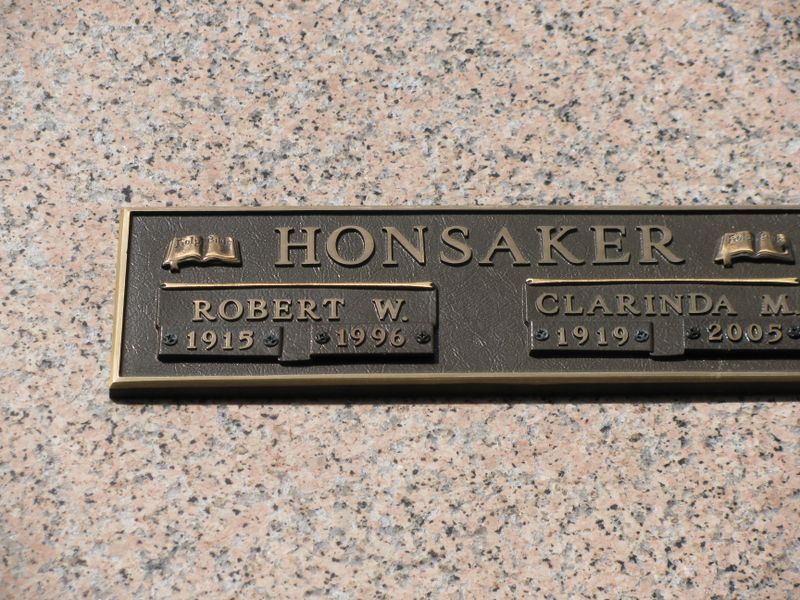 HONSAKER
ROBERT W.
1915 1996
CLARINDA M.
1919 2005